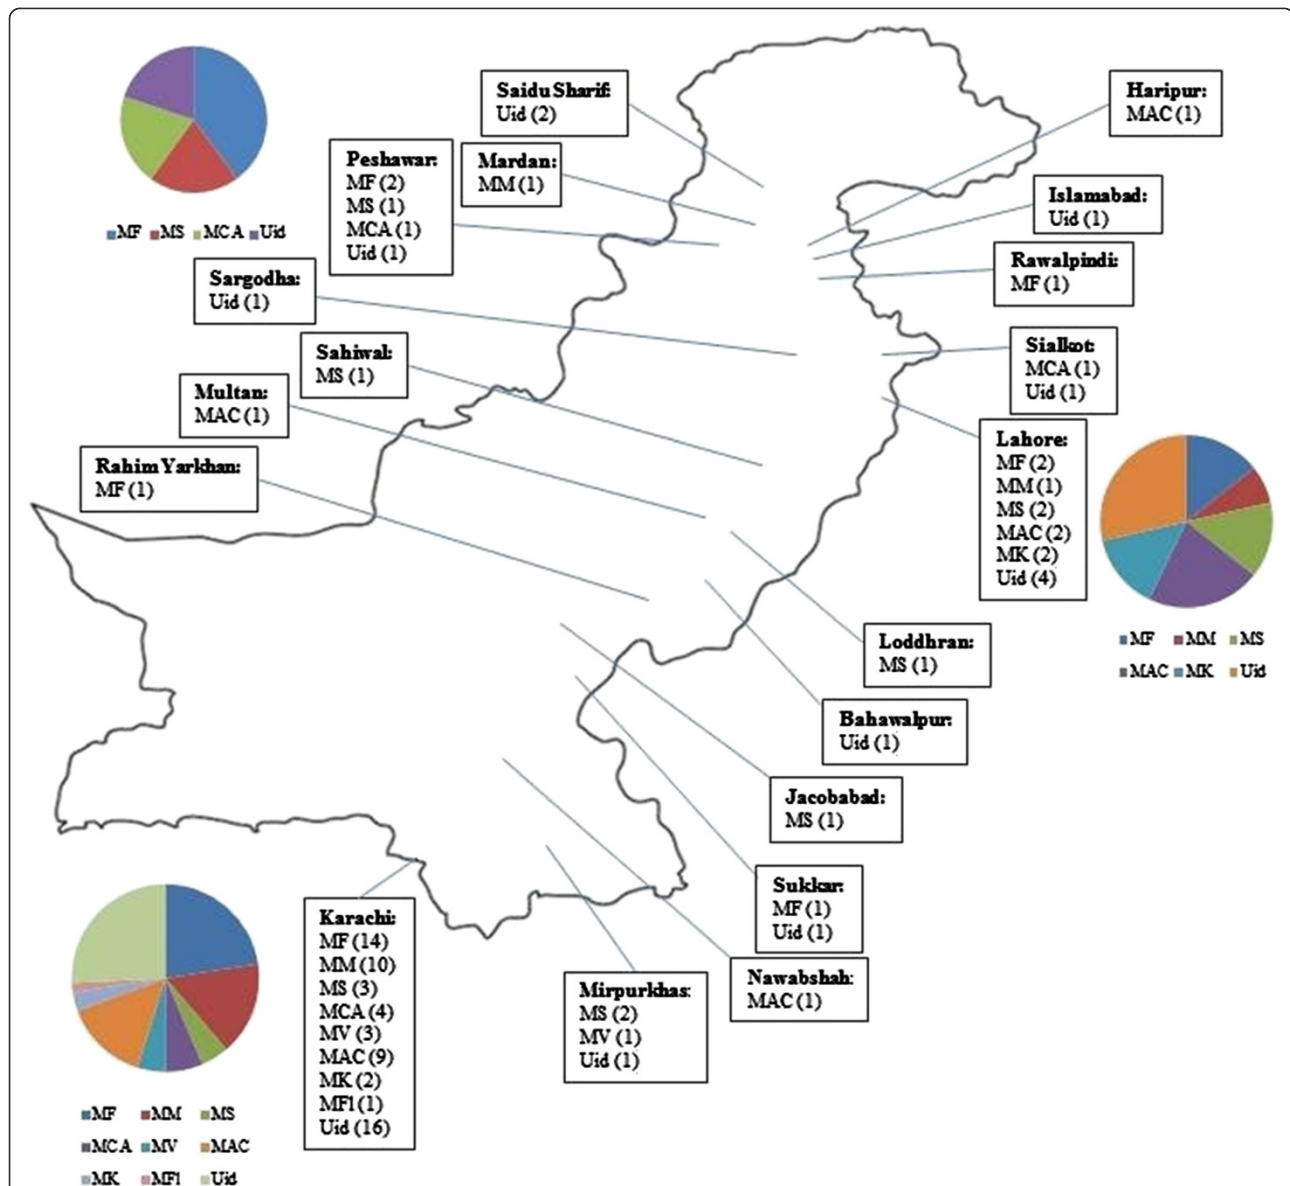 Saidu Sharif:
Uid (2)
Haripur:
MAC (1)
Peshawar:
MF (2)
MS (1)
MCA (1)
Uid (1)
Mardan:
MM (1)
Islamabad:
Uid (1)
MF MS MCA Uid
Rawalpindi:
MF (1)
Sargodha:
Uid (1)
Sahiwal:
MS (1)
Sialkot:
MCA (1)
Uid (1)
Multan:
MAC (1)
Rahim Yarkhan:
MF (1)
Lahore:
MF (2)
MM (1)
MS (2)
MAC (2)
MK (2)
Uid (4)
MF MM MS
MAC MK Uid
Loddhran:
MS (1)
Bahawalpur:
Uid (1)
Jacobabad:
MS (1)
Sukkar:
MF (1)
Uid (1)
Nawabshah:
MAC (1)
Mirpurkhas:
MS (2)
MV (1)
Uid (1)
Karachi:
MF (14)
MM (10)
MS (3)
MCA (4)
MV (3)
MAC (9)
MK (2)
MF1 (1)
Uid (16)
MF MM MS
MCA MV MAC
MK MF1 Uid